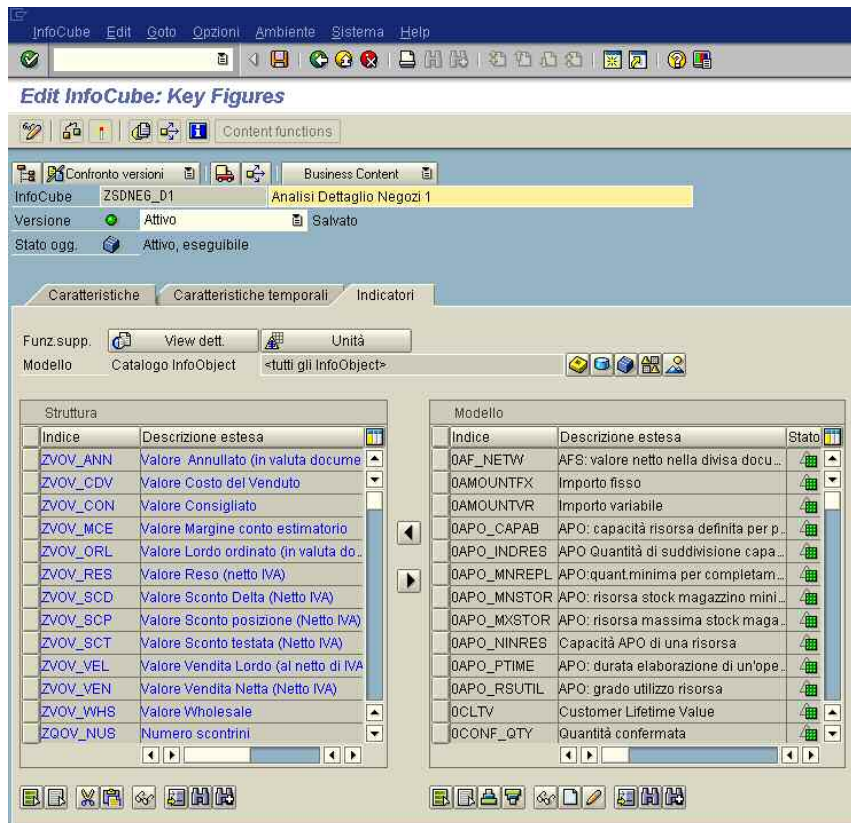 InfoCube Edit Goto Opzioni Ambiente Sistema Help
Edit InfoCube: Key Figures
Content functions
Confronto versioni Business Content
InfoCube ZSDNEG_D1 Analisi Dettaglio Negozi 1
Versione Attivo Salvato
Stato ogg. Attivo, eseguibile
Caratteristiche Caratteristiche temporali Indicatori
Funz.supp. View dett. Unità
Modello Catalogo InfoObject <tutti gli InfoObject>
Struttura
Indice Descrizione estesa
ZVOV_ANN Valore Annullato (in valuta docume
ZVOV_CDV Valore Costo del Venduto
ZVOV_CON Valore Consigliato
ZVOV_MCE Valore Margine conto estimatorio
ZVOV_ORL Valore Lordo ordinato (in valuta do..
ZVOV_RES Valore Reso (netto IVA)
ZVOV_SCD Valore Sconto Delta (Netto IVA)
ZVOV_SCP Valore Sconto posizione (Netto IVA)
ZVOV_SCT Valore Sconto testata (Netto IVA)
ZVOV_VEL Valore Vendita Lordo (al netto di IVA
ZVOV_VEN Valore Vendita Netta (Netto IVA)
ZVOV_WHS Valore Wholesale
ZQOV_NUS Numero scontrini
Modello
Indice Descrizione estesa Stato
0AF_NETW AFS: valore netto nella divisa docu...
0AMOUNTFX Importo fisso
0AMOUNTVR Importo variabile
0APO_CAPAB APO: capacità risorsa definita per p..
0APO_INDRES APO Quantità di suddivisione capa...
0APO_MNREPL APO:quant.minima per completam...
0APO_MNSTOR APO: risorsa stock magazzino mini...
0APO_MXSTOR APO: risorsa massima stock maga...
0APO_NINRES Capacità APO di una risorsa
0APO_PTIME APO: durata elaborazione di un'ope...
0APO_RSUTIL APO: grado utilizzo risorsa
0CLTV Customer Lifetime Value
0CONF_QTY Quantità confermata